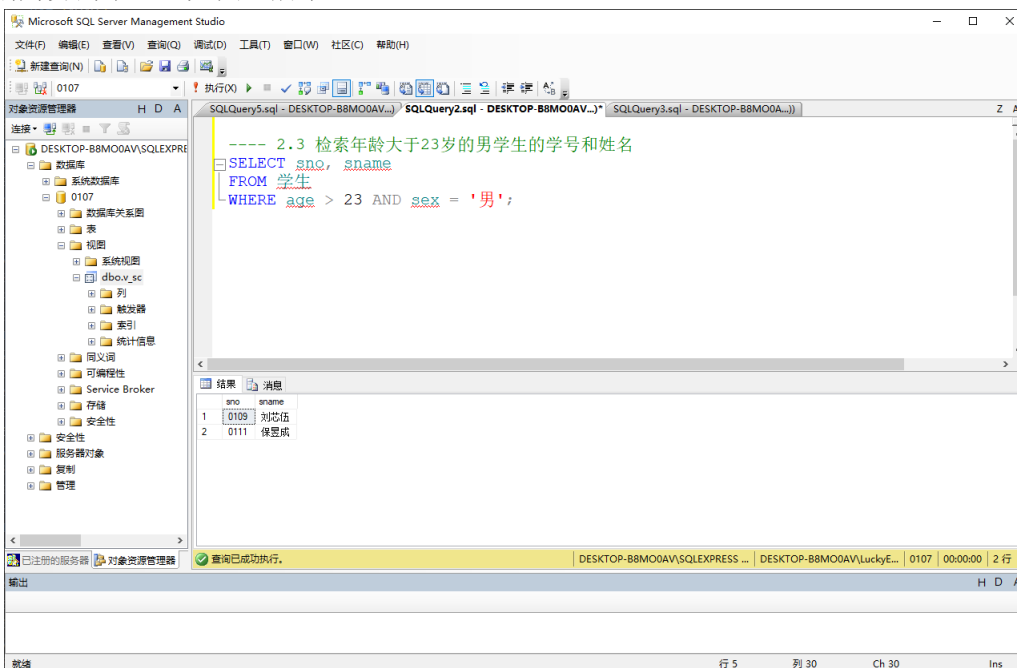 Microsoft SQL Server Management Studio
文件(F) 编辑(E) 查看(V) 查询(Q) 调试(D) 工具(T) 窗口(W) 社区(C) 帮助(H)
新建查询(N)
0107 执行(X)
对象资源管理器 H D A
SQLQuery5.sql - DESKTOP-B8MO0AV...) SQLQuery2.sql - DESKTOP-B8MO0AV...)* SQLQuery3.sql - DESKTOP-B8MO0A...)) Z A
连接
DESKTOP-B8MO0AV\SQLEXPRE
数据库
系统数据库
0107
数据库关系图
表
视图
系统视图
dbo.v_sc
列
触发器
索引
统计信息
同义词
可编程性
Service Broker
存储
安全性
安全性
服务器对象
复制
管理
---- 2.3 检索年龄大于23岁的男学生的学号和姓名
SELECT sno, sname
FROM 学生
WHERE age > 23 AND sex = '男';
结果 消息
sno sname
1 0109 刘芯伍
2 0111 保昱成
已注册的服务器 对象资源管理器
查询已成功执行。 DESKTOP-B8MO0AV\SQLEXPRESS ... DESKTOP-B8MO0AV\LuckyE... 0107 00:00:00 2 行
输出 H D
就绪 行 5 列 30 Ch 30 Ins